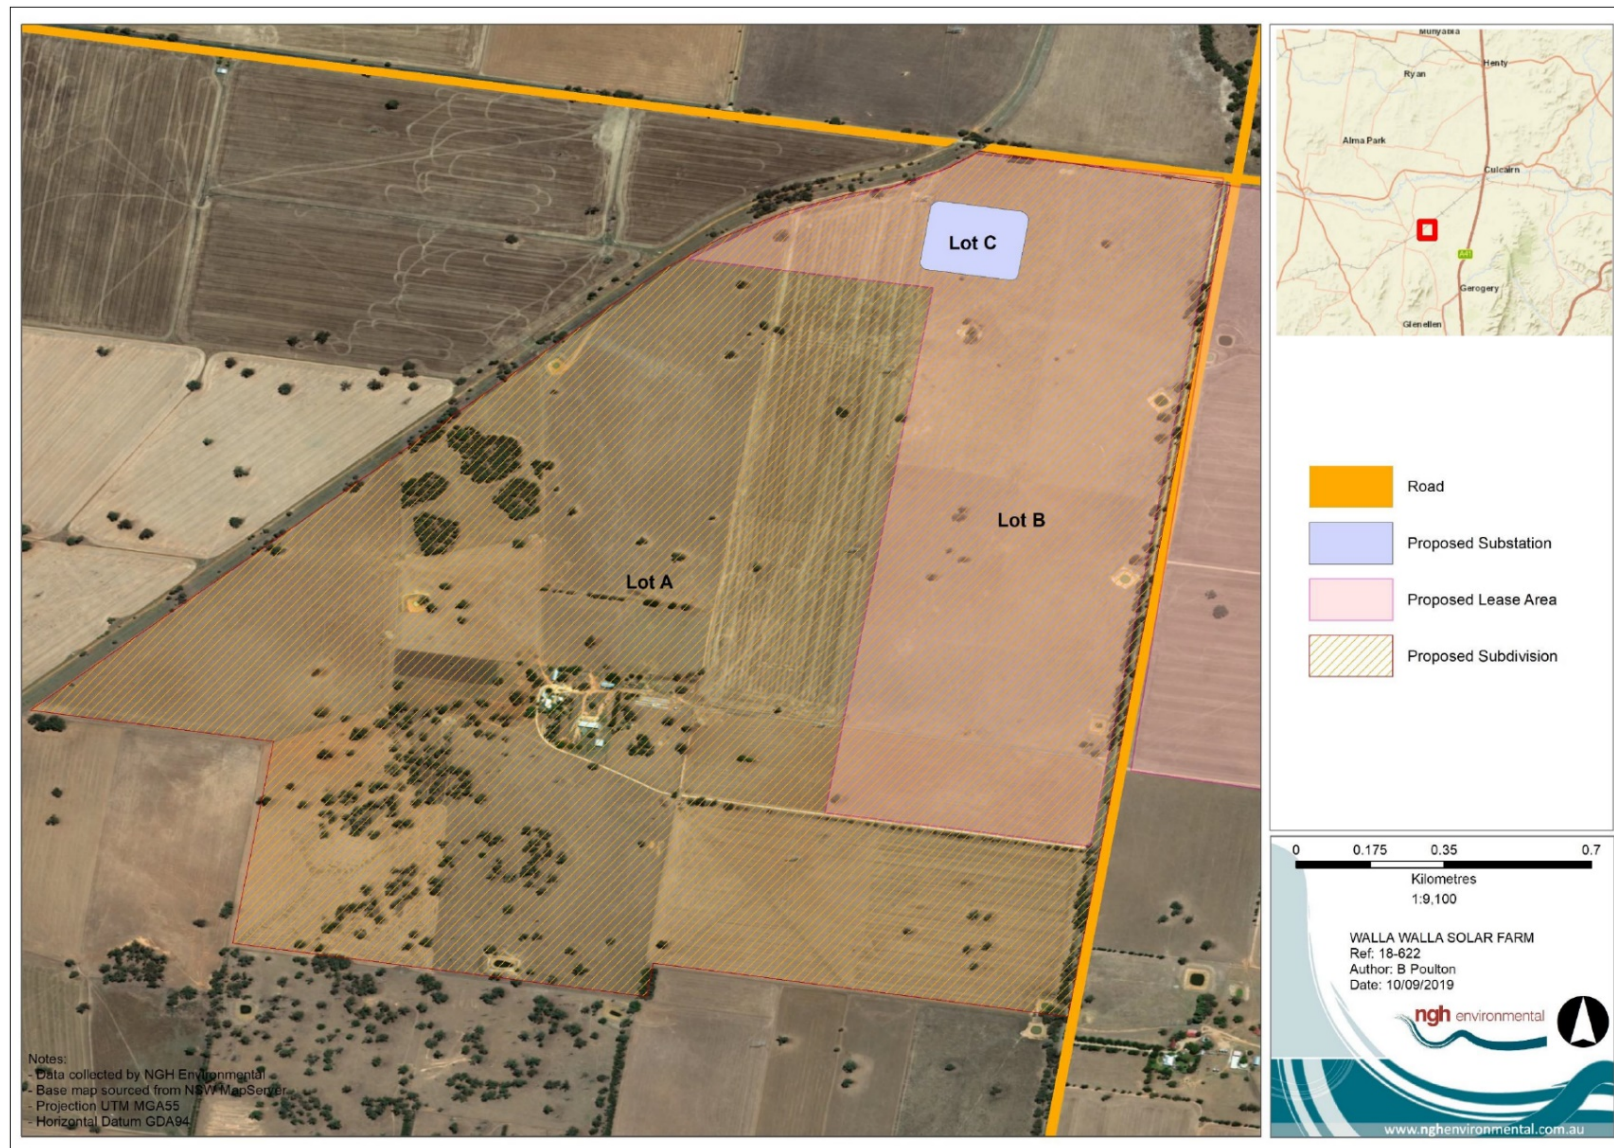 Lot C
Lot B
Lot A
Notes:
- Data collected by NGH Environmental
- Base map sourced from NSW MapServer
- Projection UTM MGA55
- Horizontal Datum GDA94
Henty
Ryan
Alma Park
Culcairn
A41
Gerogery
Glenellen
Road
Proposed Substation
Proposed Lease Area
Proposed Subdivision
0 0.175 0.35 0.7
Kilometres
1:9,100
WALLA WALLA SOLAR FARM
Ref: 18-622
Author: B Poulton
Date: 10/09/2019
ngh environmental
www.nghenvironmental.com.au